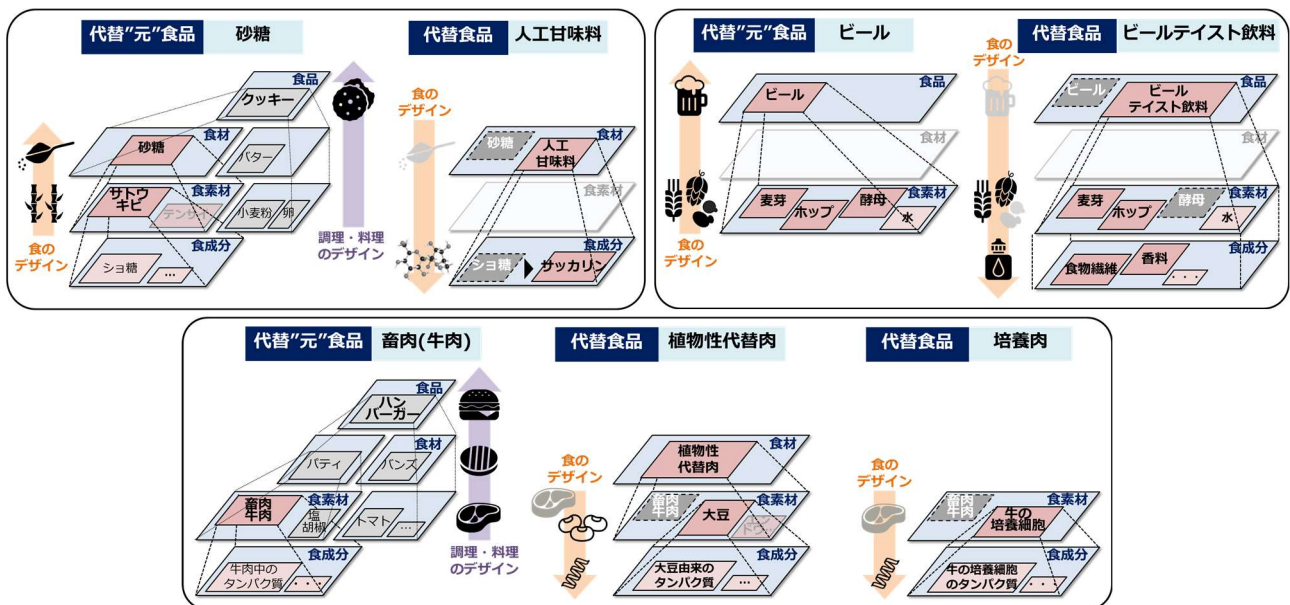 代替"元"食品
砂糖
食のデザイン
食品
クッキー
食材
砂糖
バター
食素材
サトウキビ
テンサイ
小麦粉
卵
食成分
ショ糖
...
調理・料理のデザイン
代替食品
人工甘味料
食のデザイン
食材
砂糖
人工
甘味料
食素材
食成分
ショ糖
サッカリン
代替"元"食品
ビール
食品
ビール
食材
食素材
麦芽
ホップ
酵母
水
食のデザイン
代替食品
ビールテイスト飲料
食のデザイン
食品
ビール
ビール
テイスト飲料
食材
食素材
麦芽
ホップ
酵母
水
食成分
食物繊維
香料
・・・
代替"元"食品
畜肉(牛肉)
食品
ハン
バーガー
食材
パティ
バンズ
食素材
畜肉
牛肉
塩
胡椒
トマト
...
食成分
牛肉中の
タンパク質
・・・
調理・料理
のデザイン
代替食品
植物性代替肉
食の
デザイン
食材
植物性
代替肉
食素材
畜肉
牛肉
大豆
食成分
大豆由来の
タンパク質
...
代替食品
培養肉
食の
デザイン
食素材
畜肉
牛肉
牛の
培養細胞
食成分
牛の培養細胞
のタンパク質
・・